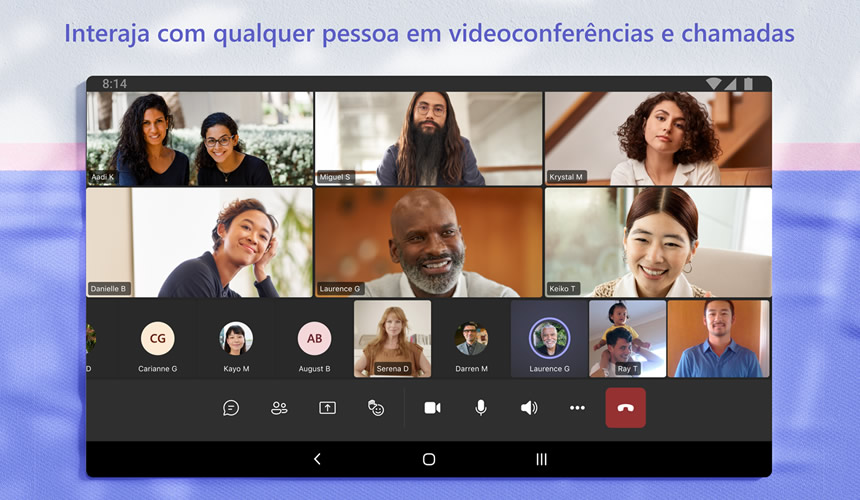 Interaja com qualquer pessoa em videoconferências e chamadas
8:14
Aadi K
Miguel S
Krystal M
Danielle B
Laurence G
Keiko T
CG
AB
D
Carianne G
Kayo M
August B
Serena D
Darren M
Laurence G
Ray T